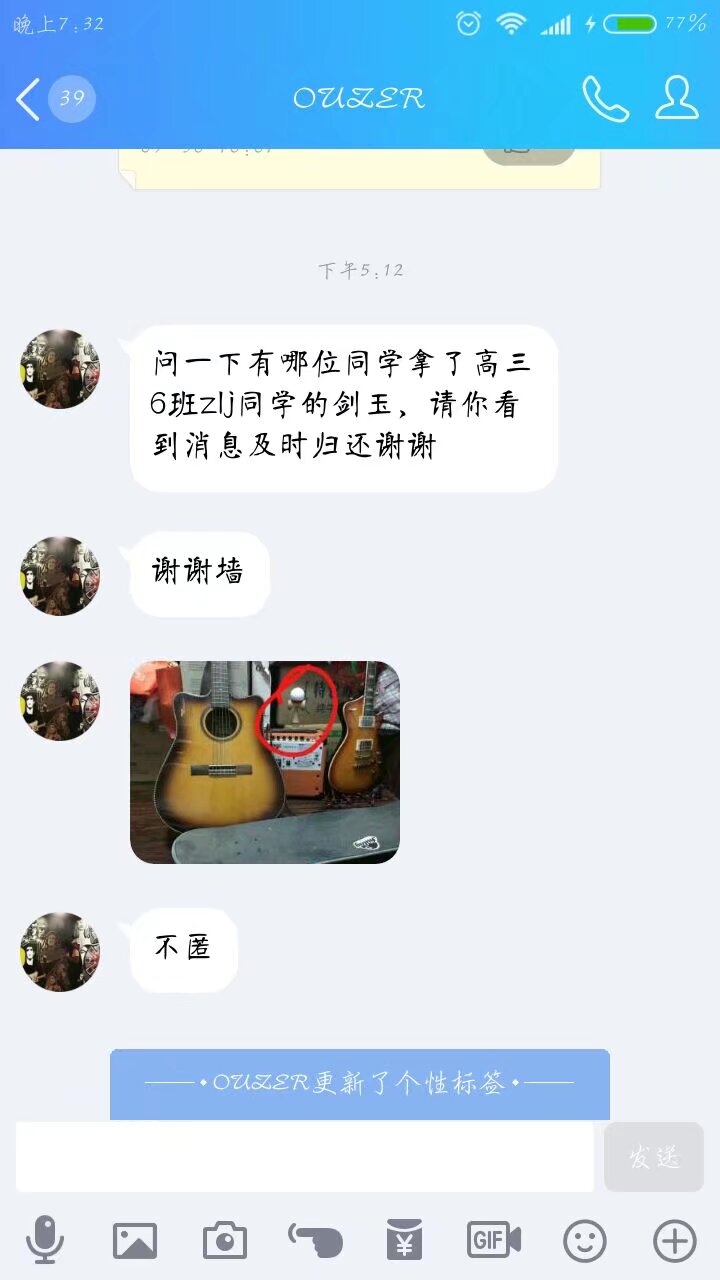 晚上7:32
77%
39
OUZER
下午5:12
问一下有哪位同学拿了高三
6班zlj同学的剑玉，请你看
到消息及时归还谢谢
谢谢墙
不匿
OUZER更新了个性标签
发送
¥
GIF